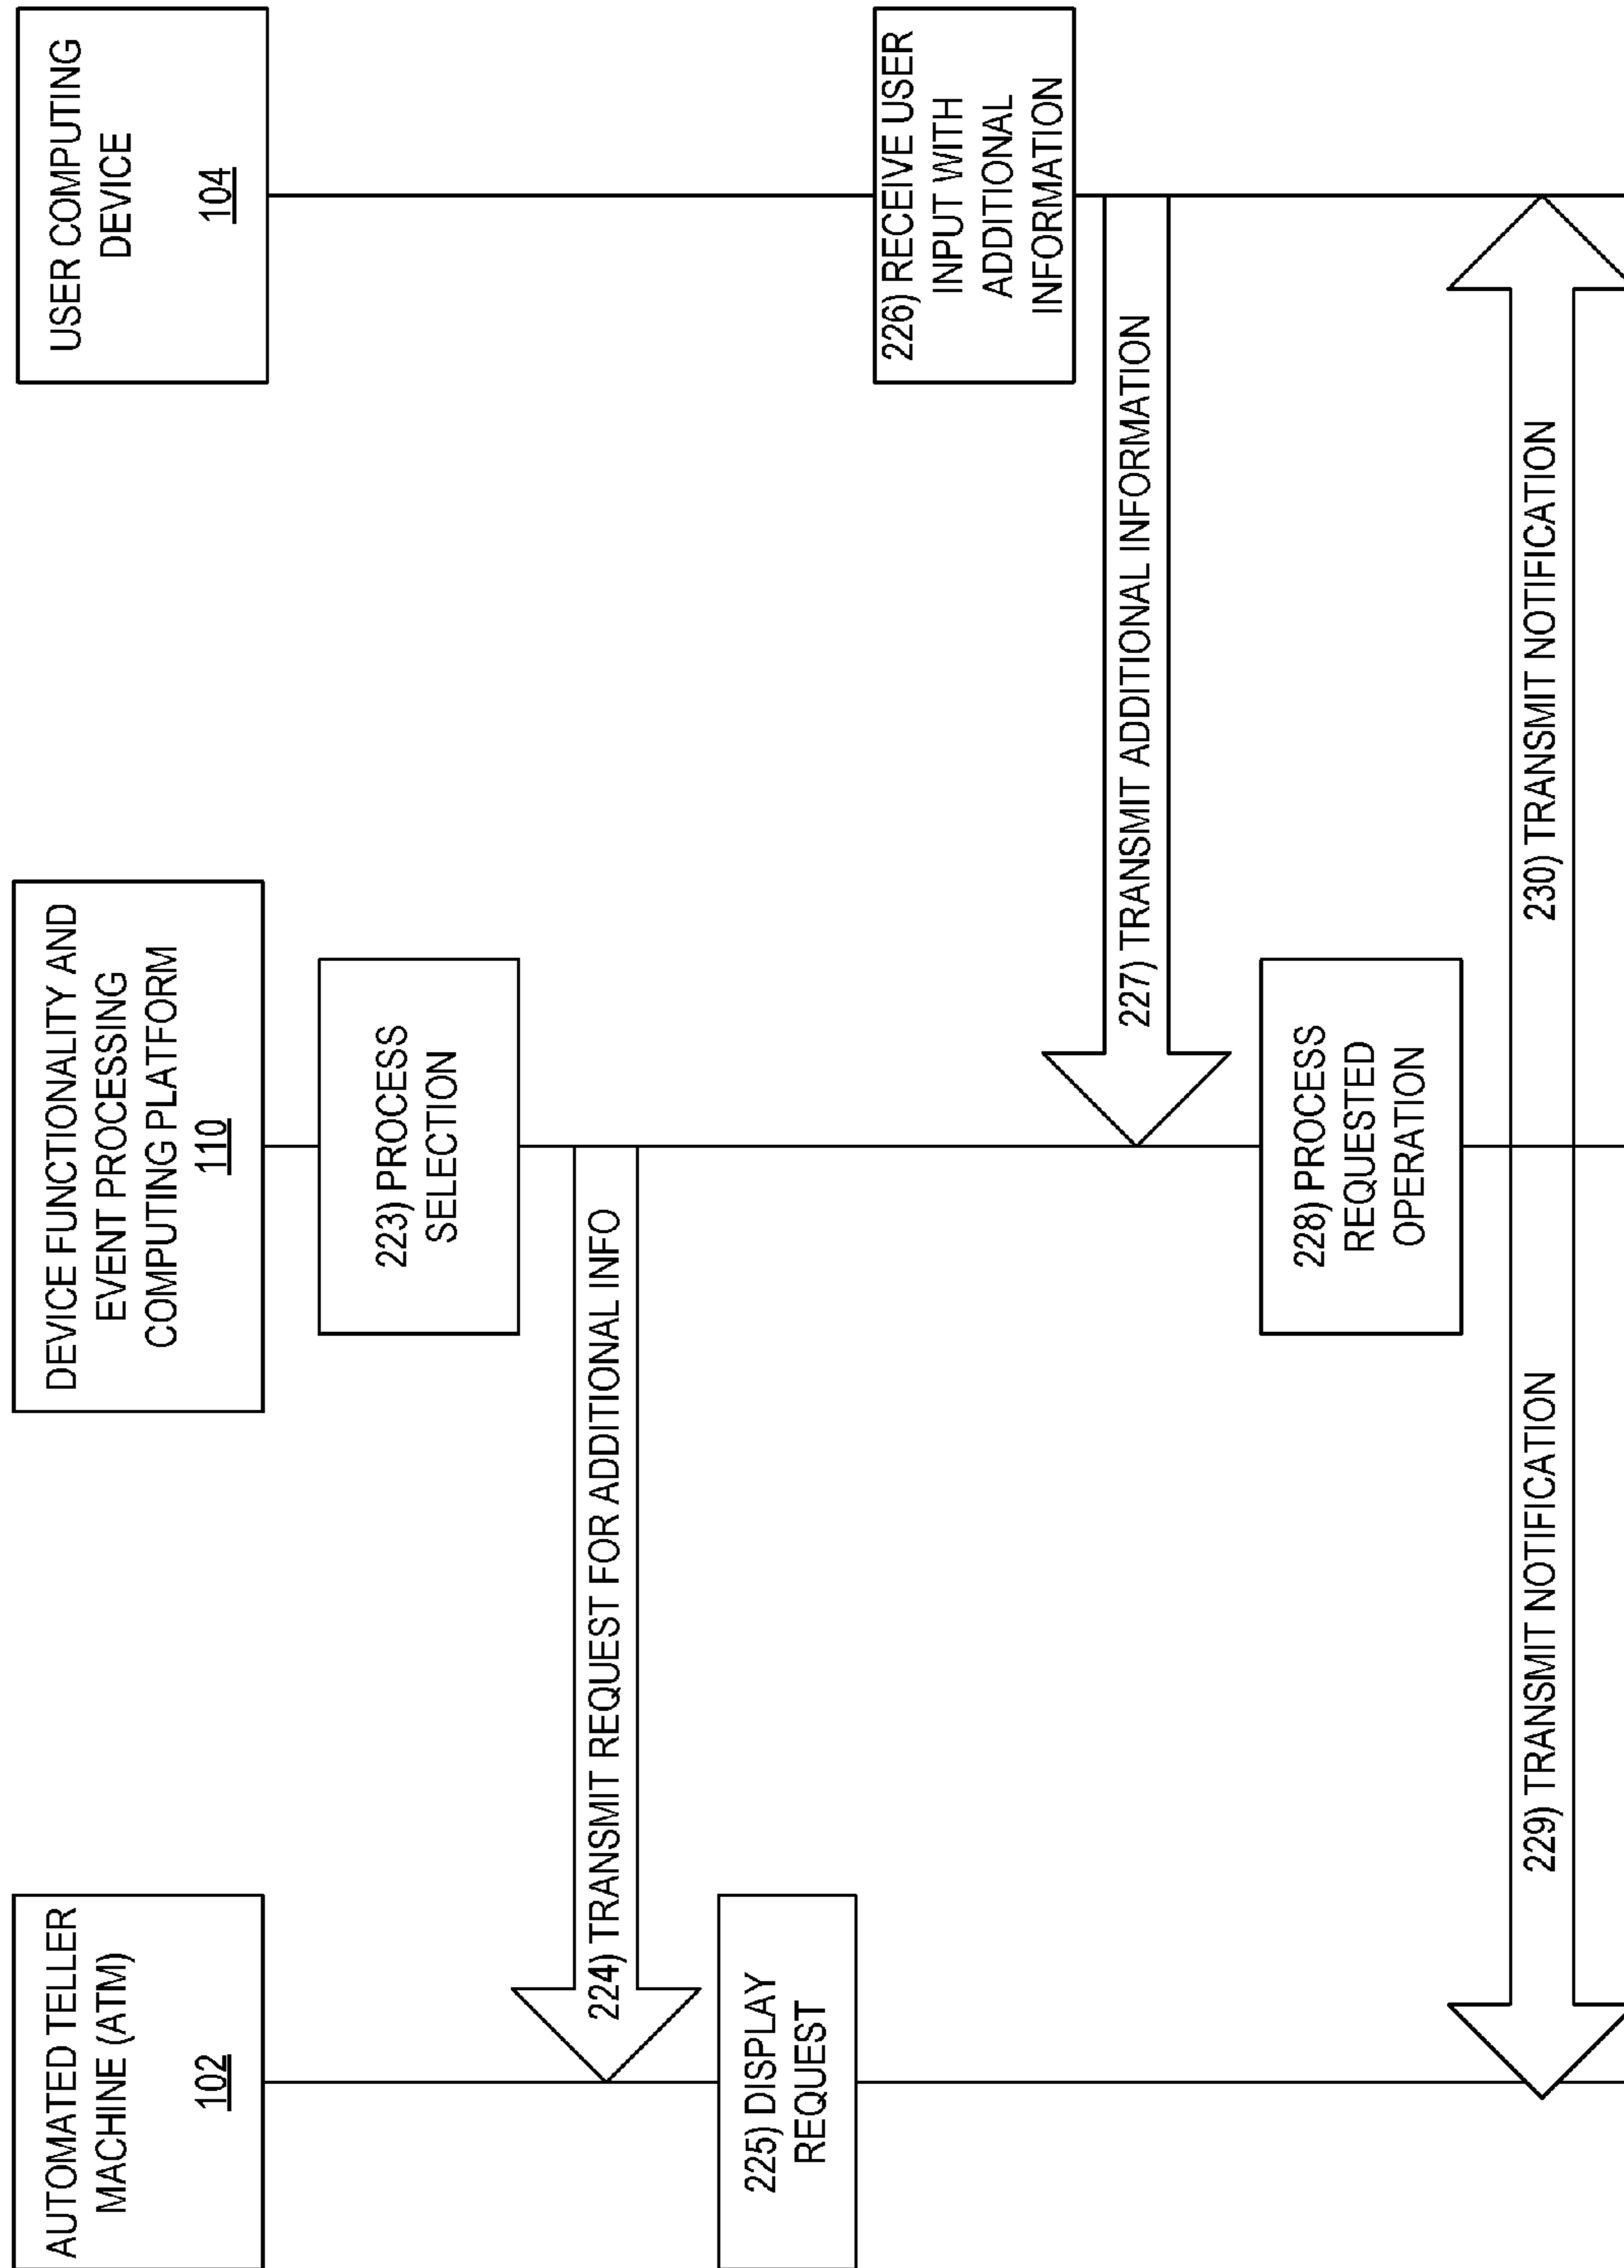 AUTOMATED TELLER
MACHINE (ATM)
102
DEVICE FUNCTIONALITY AND
EVENT PROCESSING
COMPUTING PLATFORM
110
USER COMPUTING
DEVICE
104
223) PROCESS
SELECTION
224) TRANSMIT REQUEST FOR ADDITIONAL INFO
225) DISPLAY
REQUEST
226) RECEIVE USER
INPUT WITH
ADDITIONAL
INFORMATION
227) TRANSMIT ADDITIONAL INFORMATION
228) PROCESS
REQUESTED
OPERATION
229) TRANSMIT NOTIFICATION
230) TRANSMIT NOTIFICATION